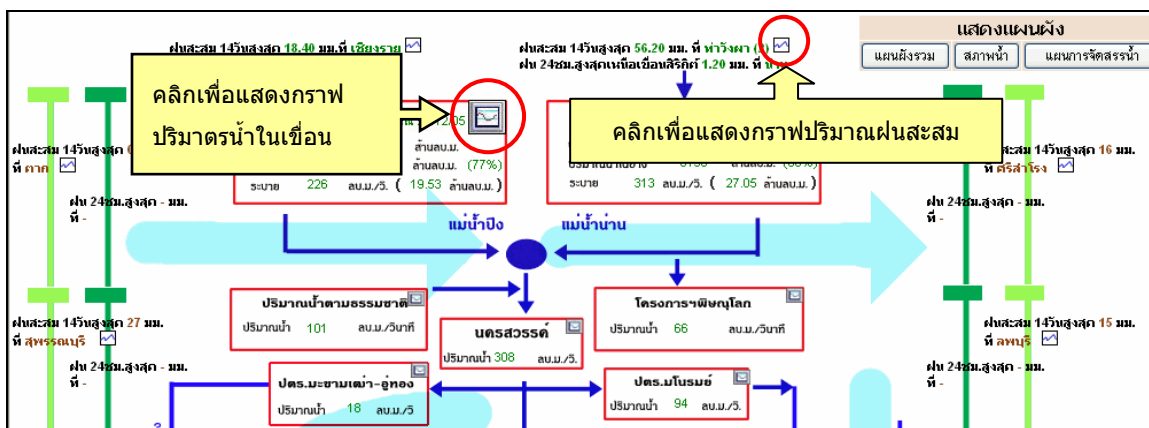 แสดงแผนผัง
แผนผังรวม สภาพน้ำ แผนการจัดสรรน้ำ
ฝนสะสม 14วันสูงสุด 18.40 มม.ที่ เชียงราย
ฝนสะสม 14วันสูงสุด 56.20 มม. ที่ ท่าวังผา (2)
ฝน 24ชม.สูงสุดเหนือเขื่อนสิริกิต์ 1.20 มม. ที่
คลิกเพื่อแสดงกราฟ
ปริมาตรน้ำในเขื่อน
คลิกเพื่อแสดงกราฟปริมาณฝนสะสม
ล้านลบ.ม.
ล้านลบ.ม. (77%)
ระบาย 226 ลบ.ม./วิ. ( 19.53 ล้านลบ.ม.)
ระบาย 313 ลบ.ม./วิ. ( 27.05 ล้านลบ.ม.)
ฝนสะสม 14วันสูงสุด
ที่ ตาก
ฝน 24ชม.สูงสุด - มม.
ที่ -
ฝนสะสม 14วันสูงสุด 16 มม.
ที่ ศรีสำโรง
ฝน 24ชม.สูงสุด - มม.
ที่ -
แม่น้ำปิง แม่น้ำน่าน
ปริมาณน้ำตามธรรมชาติ
ปริมาณน้ำ 101 ลบ.ม./วินาที
โครงการฯพิษณุโลก
ปริมาณน้ำ 66 ลบ.ม./วินาที
นครสวรรค์
ปริมาณน้ำ 308 ลบ.ม./วิ.
ฝนสะสม 14วันสูงสุด 27 มม.
ที่ สุพรรณบุรี
ฝน 24ชม.สูงสุด - มม.
ที่ -
ฝนสะสม 14วันสูงสุด 15 มม.
ที่ ลพบุรี
ฝน 24ชม.สูงสุด - มม.
ที่ -
ปตร.มะขามเฒ่า-อู่ทอง
ปริมาณน้ำ 18 ลบ.ม./วิ
ปตร.มโนรมย์
ปริมาณน้ำ 94 ลบ.ม./วิ.